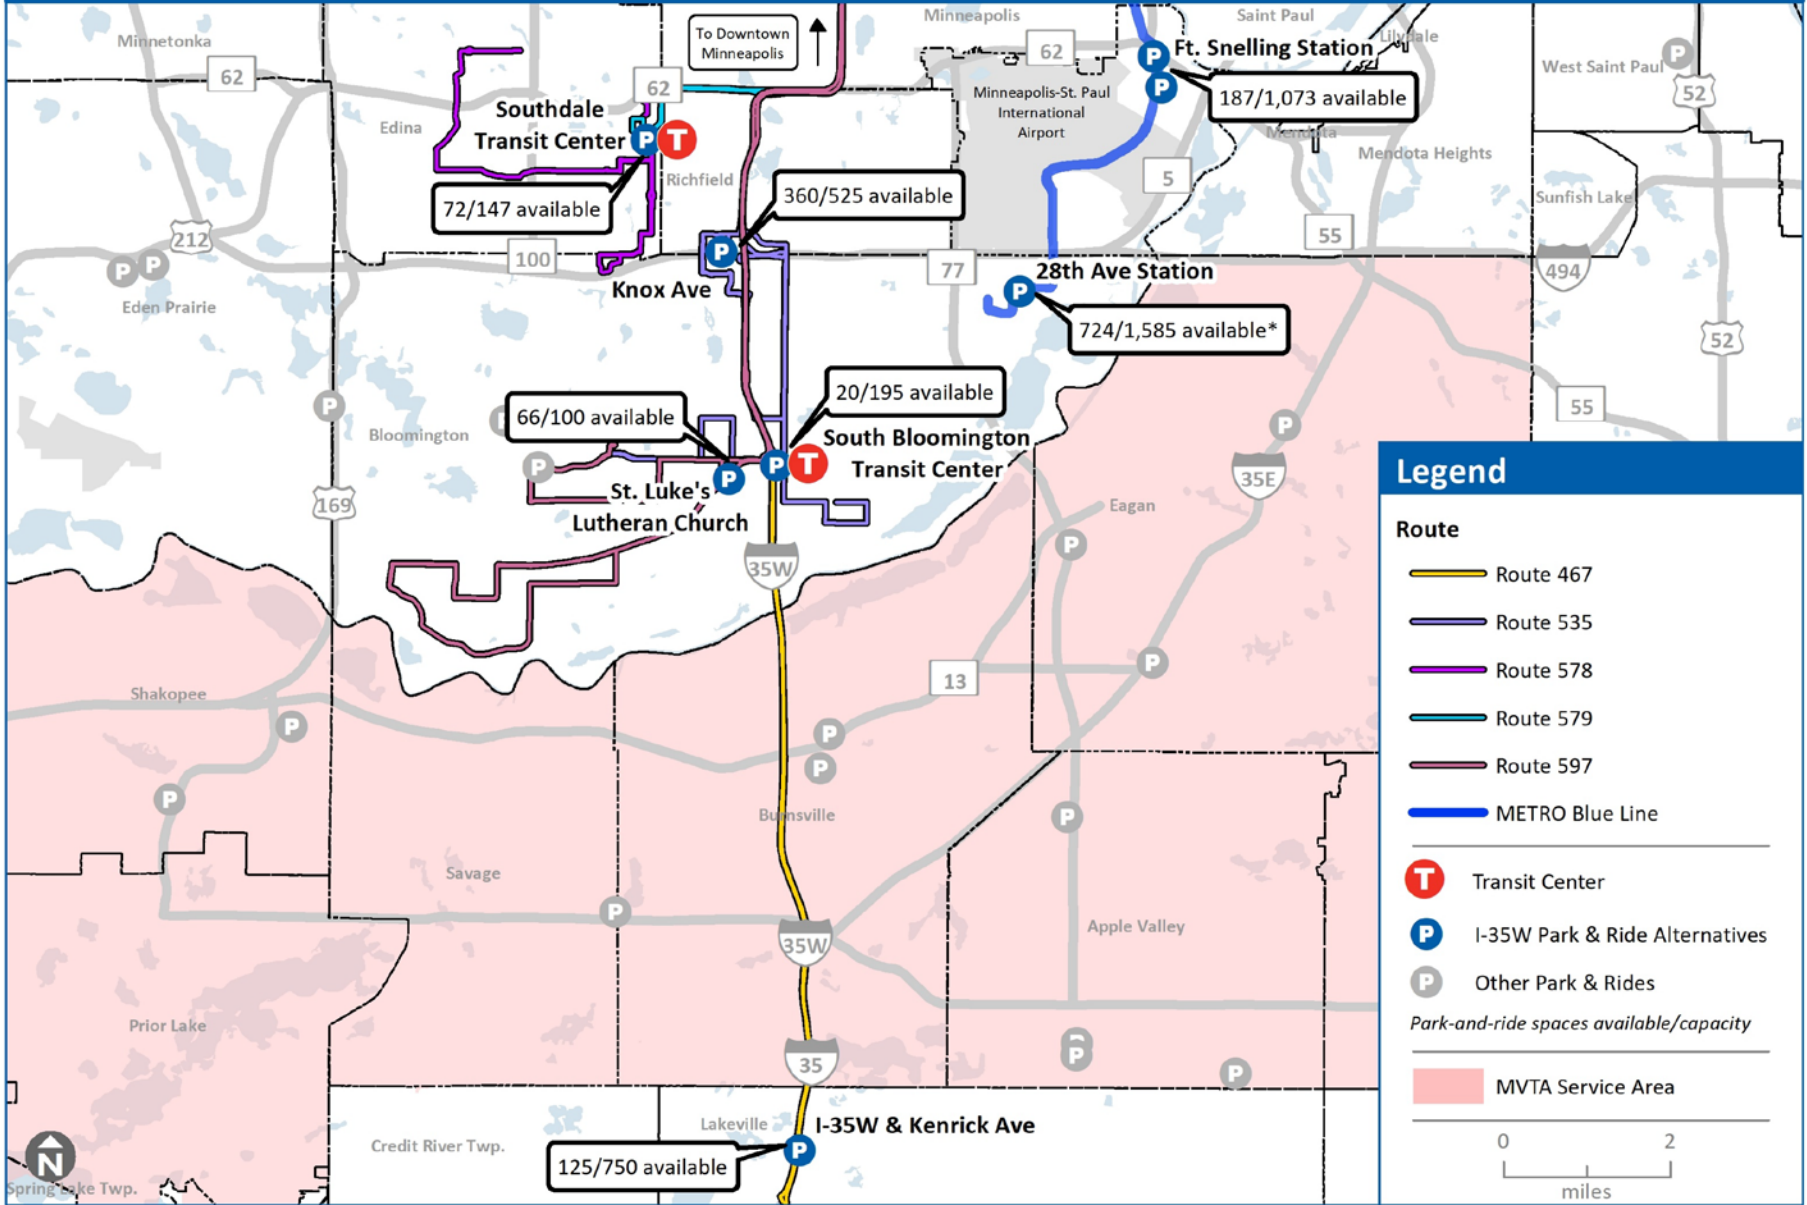 Minnetonka
62
To Downtown
Minneapolis
Minneapolis
62
Saint Paul
Lilydale
Ft. Snelling Station
187/1,073 available
West Saint Paul
P
52
Edina
Southdale
Transit Center
62
P
T
Richfield
72/147 available
Minneapolis-St. Paul
International
Airport
P
P
Mendota
Mendota Heights
5
Sunfish Lake
360/525 available
212
100
P
Knox Ave
77
55
494
P
P
Eden Prairie
28th Ave Station
P
724/1,585 available*
52
P
Bloomington
66/100 available
20/195 available
South Bloomington
Transit Center
P
T
P
P
St. Luke's
Lutheran Church
P
55
35E
169
35W
Eagan
P
Shakopee
P
13
P
P
P
P
Burnsville
P
Savage
P
35W
Apple Valley
Prior Lake
35
P
P
Credit River Twp.
Lakeville
I-35W & Kenrick Ave
P
125/750 available
N
Spring Lake Twp.
Legend
Route
Route 467
Route 535
Route 578
Route 579
Route 597
METRO Blue Line
T
Transit Center
P
I-35W Park & Ride Alternatives
P
Other Park & Rides
Park-and-ride spaces available/capacity
MVTA Service Area
0 2
miles